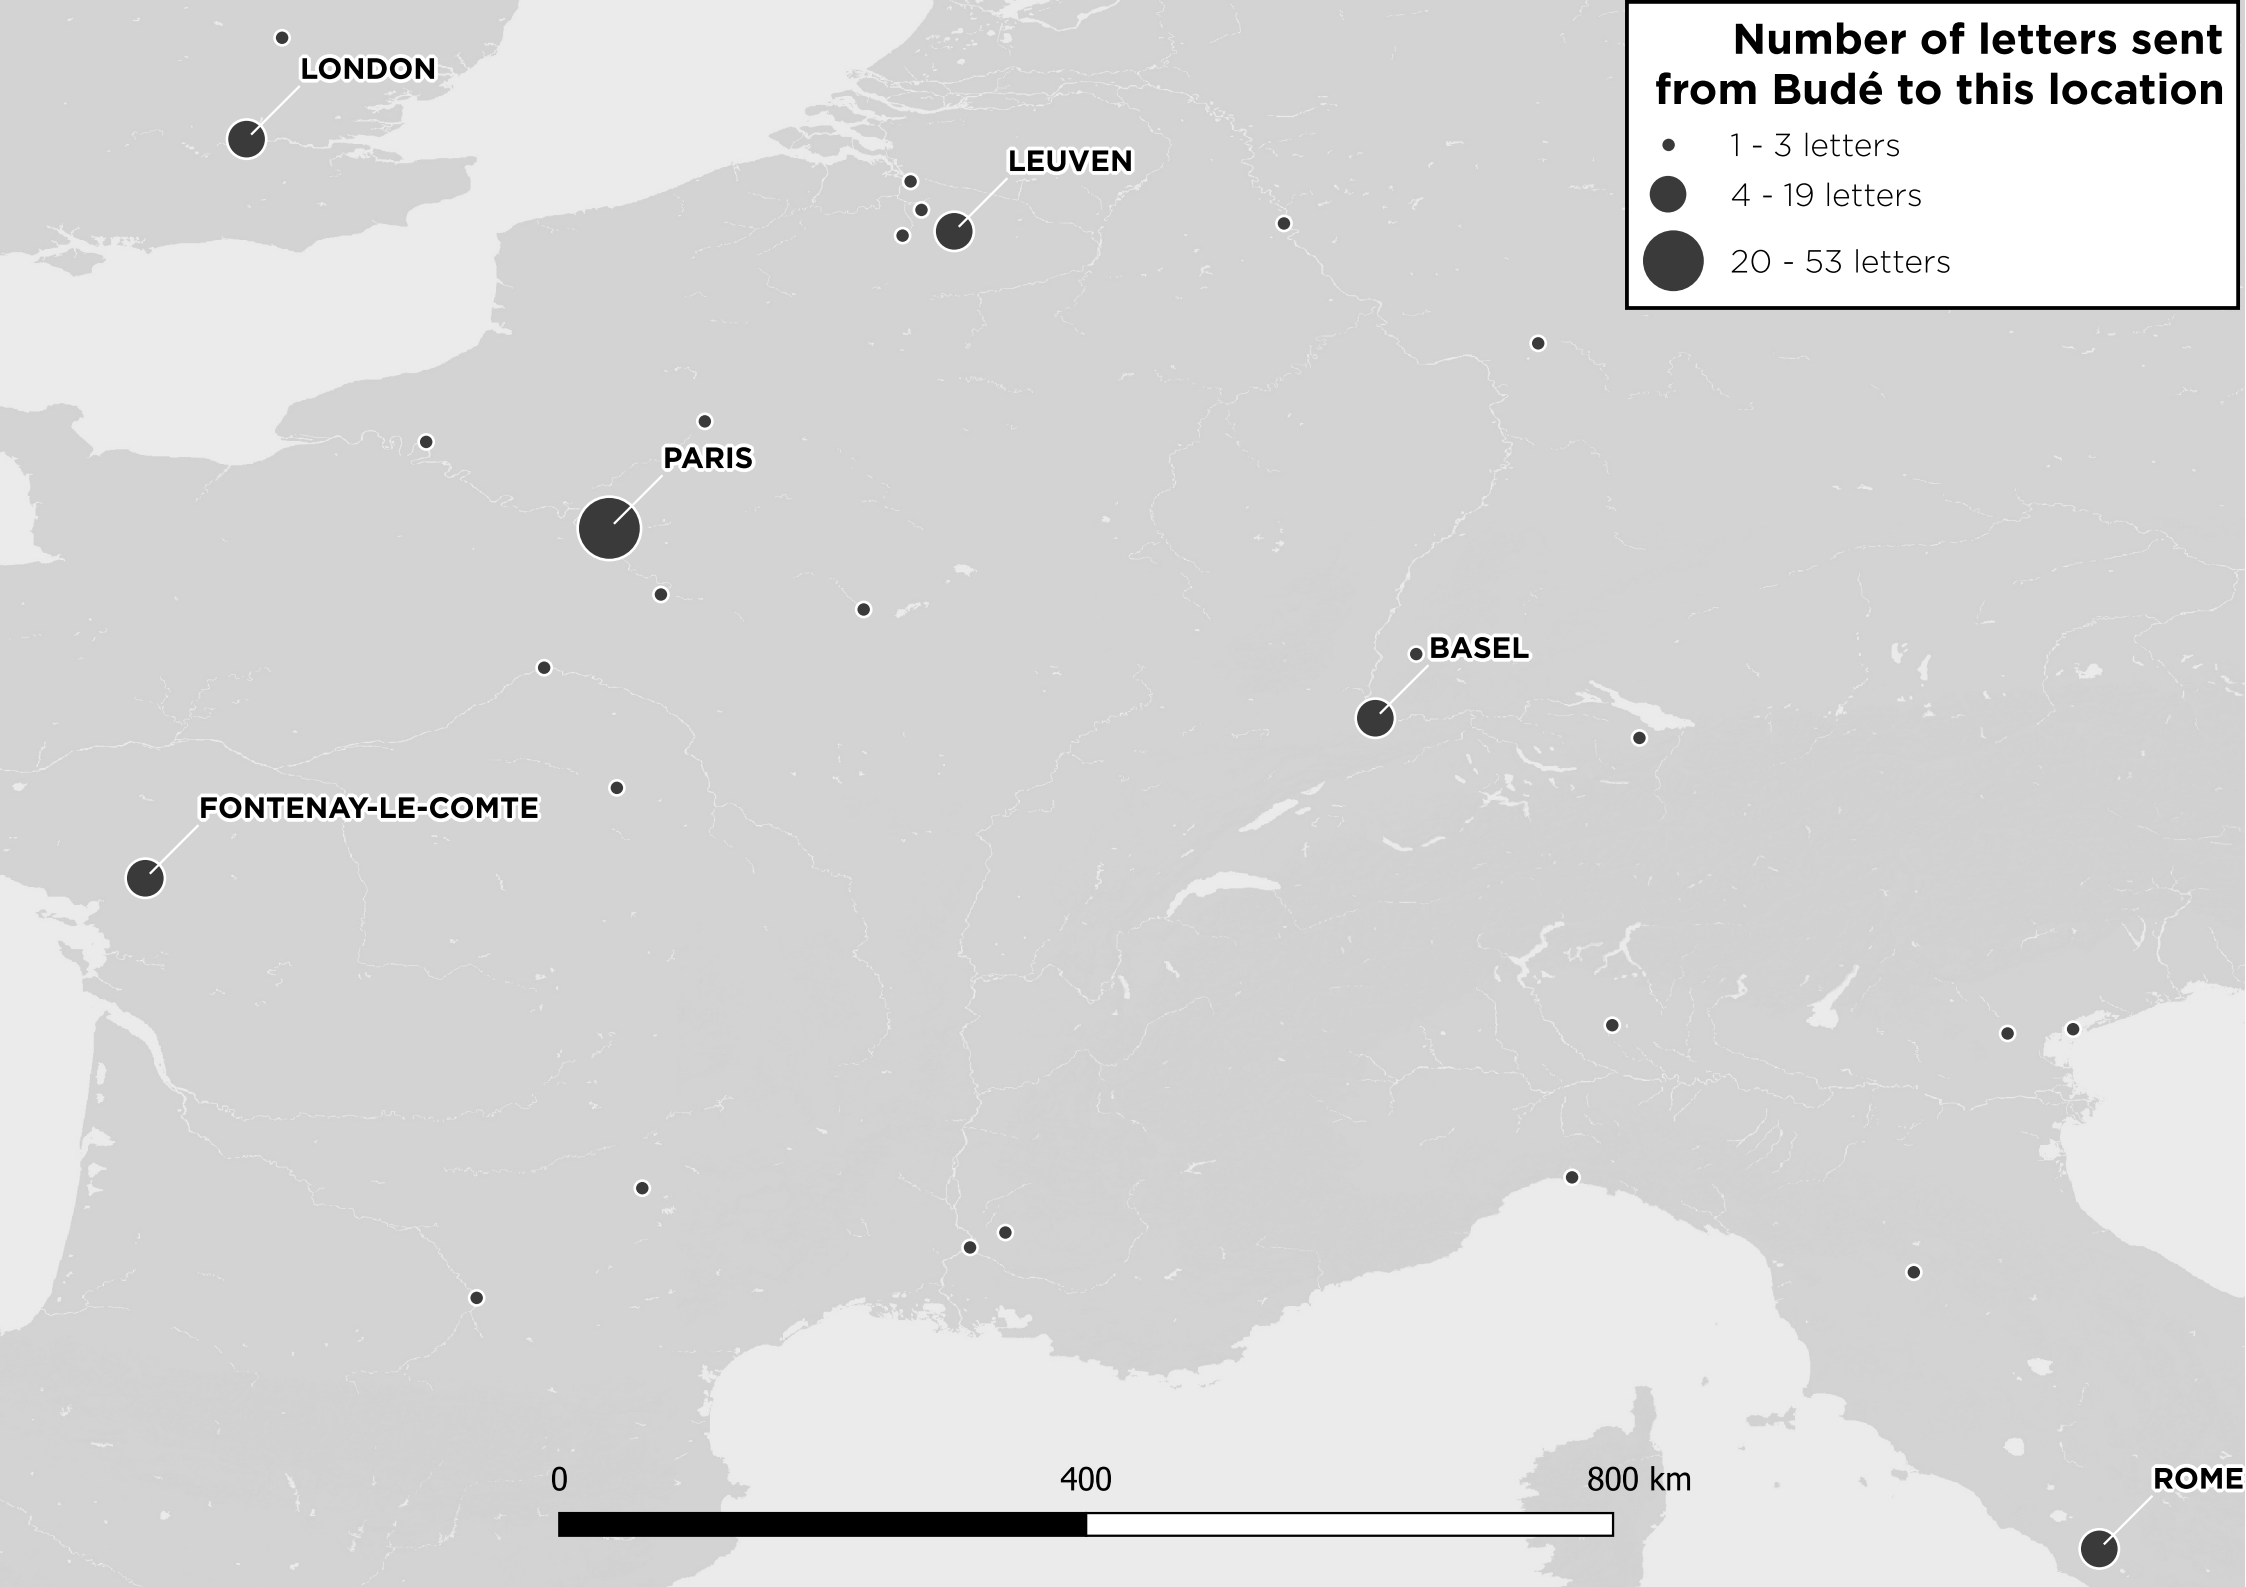 Number of letters sent
from Budé to this location
1 - 3 letters
4 - 19 letters
20 - 53 letters
LONDON
LEUVEN
PARIS
BASEL
FONTENAY-LE-COMTE
ROME
0 400 800 km